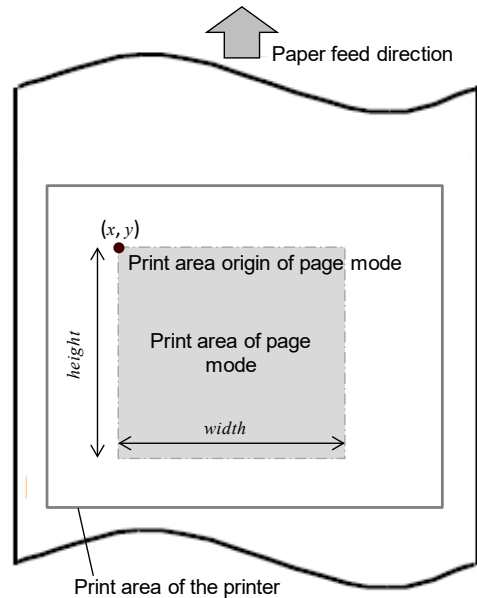 Paper feed direction
(x, y)
Print area origin of page mode
height
Print area of page
mode
width
Print area of the printer